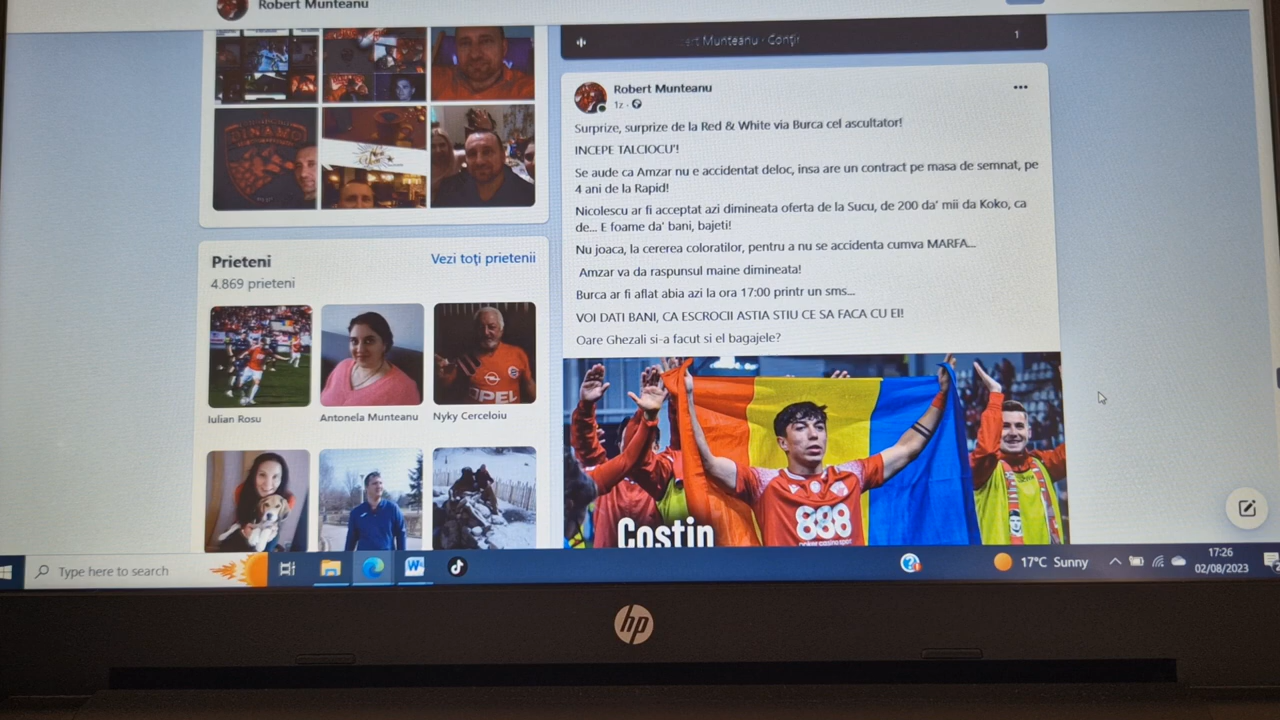 Robert Munteanu
DINAMO
Prieteni
Vezi toți prietenii
4.869 prieteni
Iulian Rosu
Antonela Munteanu
Nyky Cerceloiu
OPEL
Munteanu · Conțir
1
Robert Munteanu
1z ·
Surprize, surprize de la Red & White via Burca cel ascultator!
INCEPE TALCIOCU'!
Se aude ca Amzar nu e accidentat deloc, insa are un contract pe masa de semnat, pe
4 ani de la Rapid!
Nicolescu ar fi acceptat azi dimineata oferta de la Sucu, de 200 da' mii da Koko, ca
de... E foame da' bani, bajeti!
Nu joaca, la cererea coloratilor, pentru a nu se accidenta cumva MARFA...
Amzar va da raspunsul maine dimineata!
Burca ar fi aflat abia azi la ora 17:00 printr un sms...
VOI DATI BANI, CA ESCROCII ASTIA STIU CE SA FACA CU EI!
Oare Ghezali si-a facut si el bagajele?
888
Costin
Type here to search
17°C Sunny
17:26
02/08/2023
hp